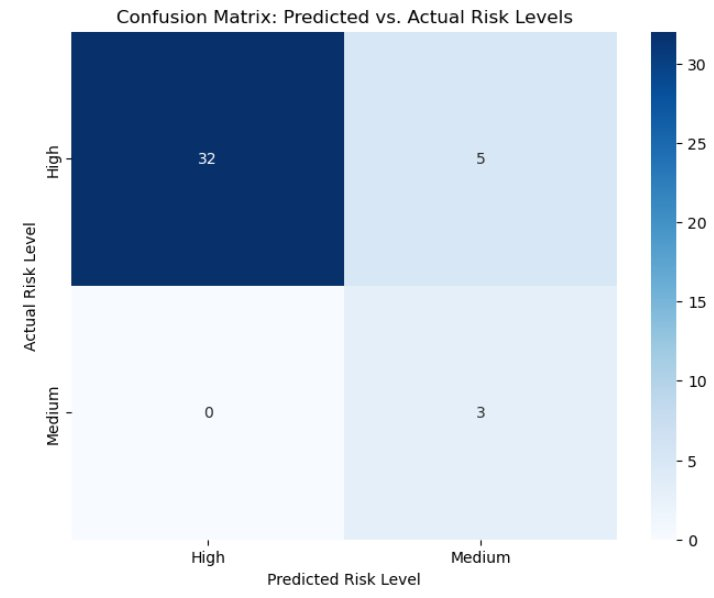 Confusion Matrix: Predicted vs. Actual Risk Levels
High
Medium
Actual Risk Level
32
5
0
3
High
Medium
Predicted Risk Level
30
25
20
15
10
5
0